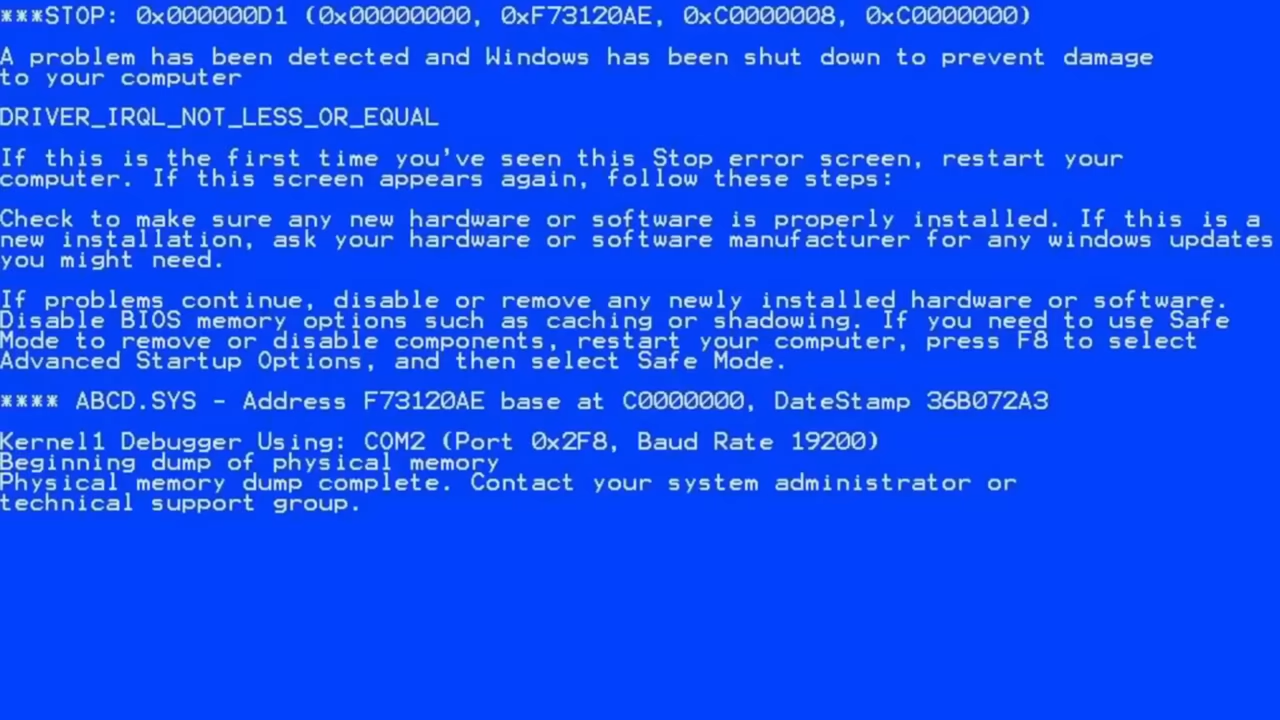 ***STOP: 0x000000D1 (0x00000000, 0xF73120AE, 0xC0000008, 0xC0000000)
A problem has been detected and Windows has been shut down to prevent damage
to your computer
DRIVER_IRQL_NOT_LESS_OR_EQUAL
If this is the first time you've seen this Stop error screen, restart your
computer. If this screen appears again, follow these steps:
Check to make sure any new hardware or software is properly installed. If this is a
new installation, ask your hardware or software manufacturer for any windows updates
you might need.
If problems continue, disable or remove any newly installed hardware or software.
Disable BIOS memory options such as caching or shadowing. If you need to use Safe
Mode to remove or disable components, restart your computer, press F8 to select
Advanced Startup Options, and then select Safe Mode.
**** ABCD.SYS - Address F73120AE base at C0000000, DateStamp 36B072A3
Kernel1 Debugger Using: COM2 (Port 0x2F8, Baud Rate 19200)
Beginning dump of physical memory
Physical memory dump complete. Contact your system administrator or
technical support group.